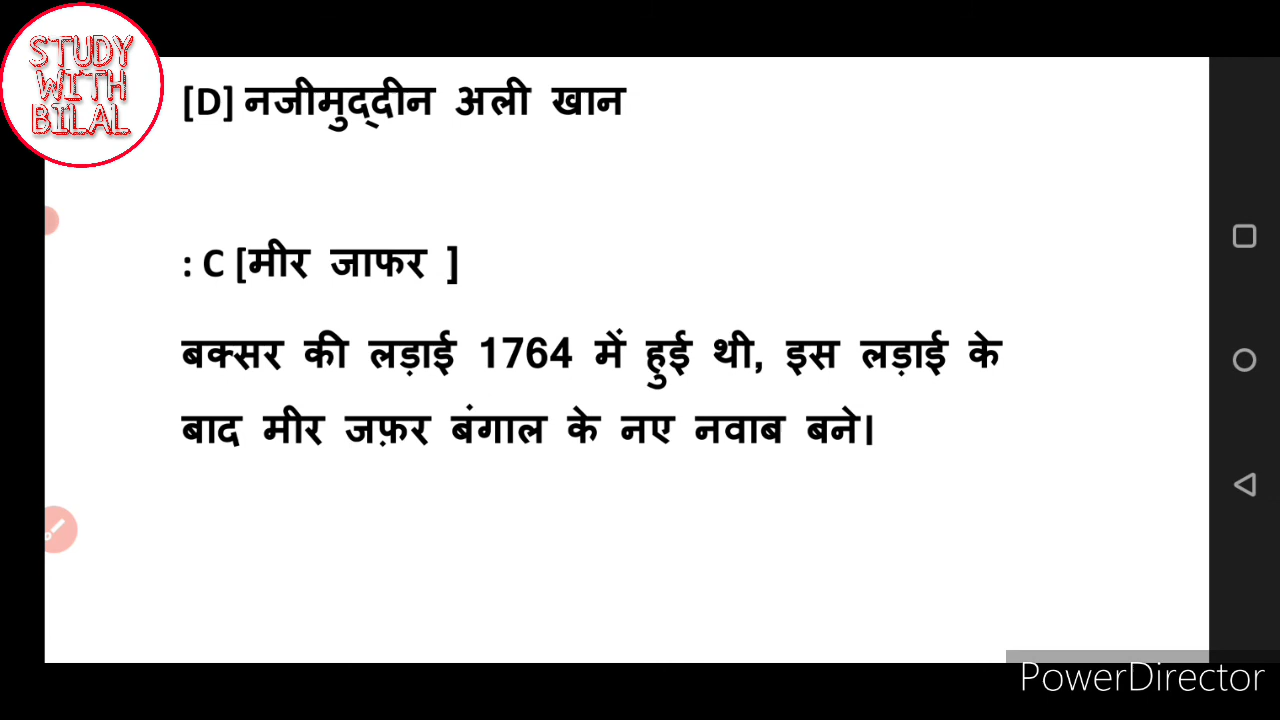 STUDY
WITH
BILAL
[D] नजीमुद्दीन अली खान
: C [मीर जाफर ]
बक्सर की लड़ाई 1764 में हुई थी, इस लड़ाई के
बाद मीर जफ़र बंगाल के नए नवाब बने।
PowerDirector